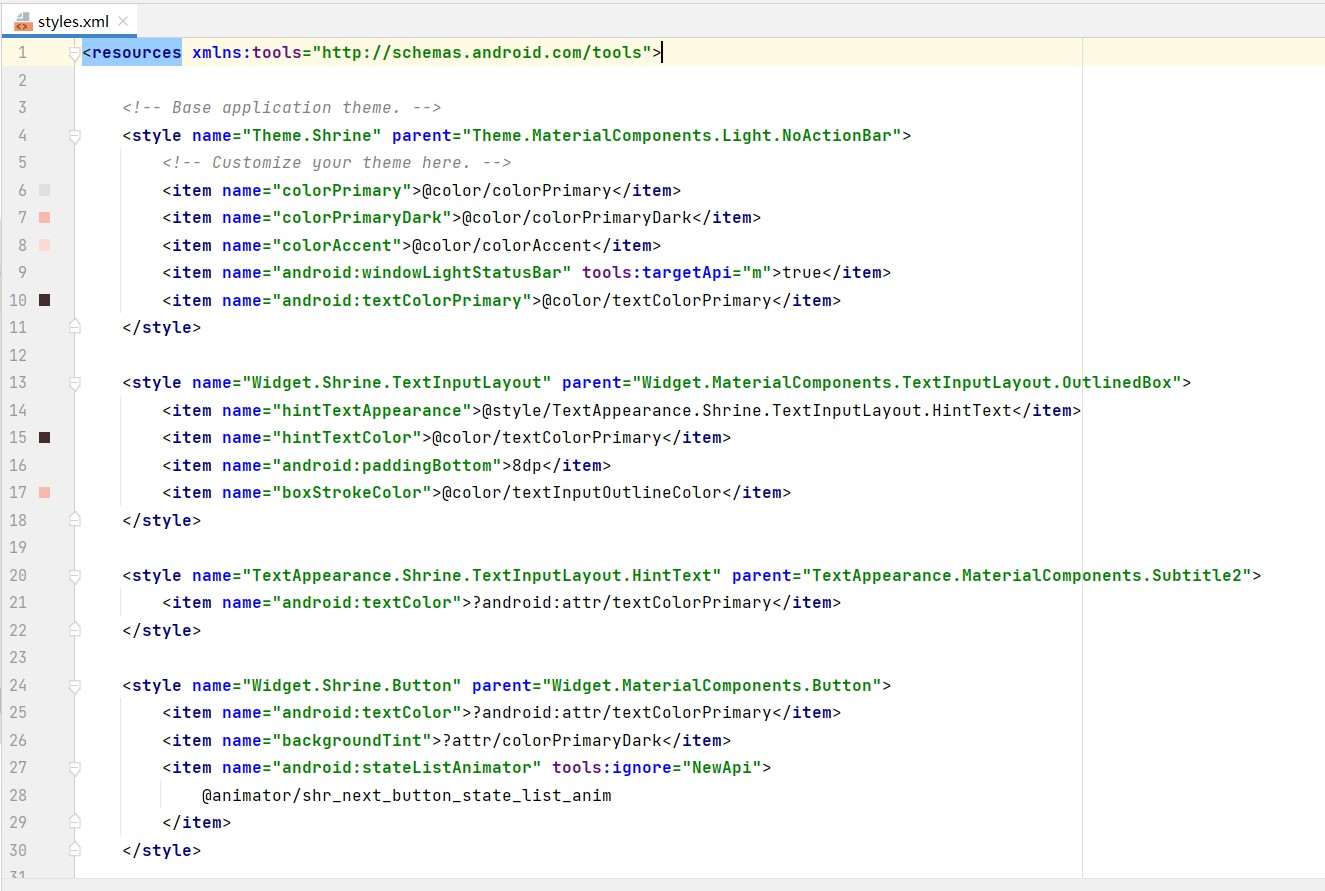 styles.xml
1 <resources xmlns:tools="http://schemas.android.com/tools">
2
3 <!-- Base application theme. -->
4 <style name="Theme.Shrine" parent="Theme.MaterialComponents.Light.NoActionBar">
5 <!-- Customize your theme here. -->
6 <item name="colorPrimary">@color/colorPrimary</item>
7 <item name="colorPrimaryDark">@color/colorPrimaryDark</item>
8 <item name="colorAccent">@color/colorAccent</item>
9 <item name="android:windowLightStatusBar" tools:targetApi="m">true</item>
10 <item name="android:textColorPrimary">@color/textColorPrimary</item>
11 </style>
12
13 <style name="Widget.Shrine.TextInputLayout" parent="Widget.MaterialComponents.TextInputLayout.OutlinedBox">
14 <item name="hintTextAppearance">@style/TextAppearance.Shrine.TextInputLayout.HintText</item>
15 <item name="hintTextColor">@color/textColorPrimary</item>
16 <item name="android:paddingBottom">8dp</item>
17 <item name="boxStrokeColor">@color/textInputOutlineColor</item>
18 </style>
19
20 <style name="TextAppearance.Shrine.TextInputLayout.HintText" parent="TextAppearance.MaterialComponents.Subtitle2">
21 <item name="android:textColor">?android:attr/textColorPrimary</item>
22 </style>
23
24 <style name="Widget.Shrine.Button" parent="Widget.MaterialComponents.Button">
25 <item name="android:textColor">?android:attr/textColorPrimary</item>
26 <item name="backgroundTint">?attr/colorPrimaryDark</item>
27 <item name="android:stateListAnimator" tools:ignore="NewApi">
28 @animator/shr_next_button_state_list_anim
29 </item>
30 </style>
31